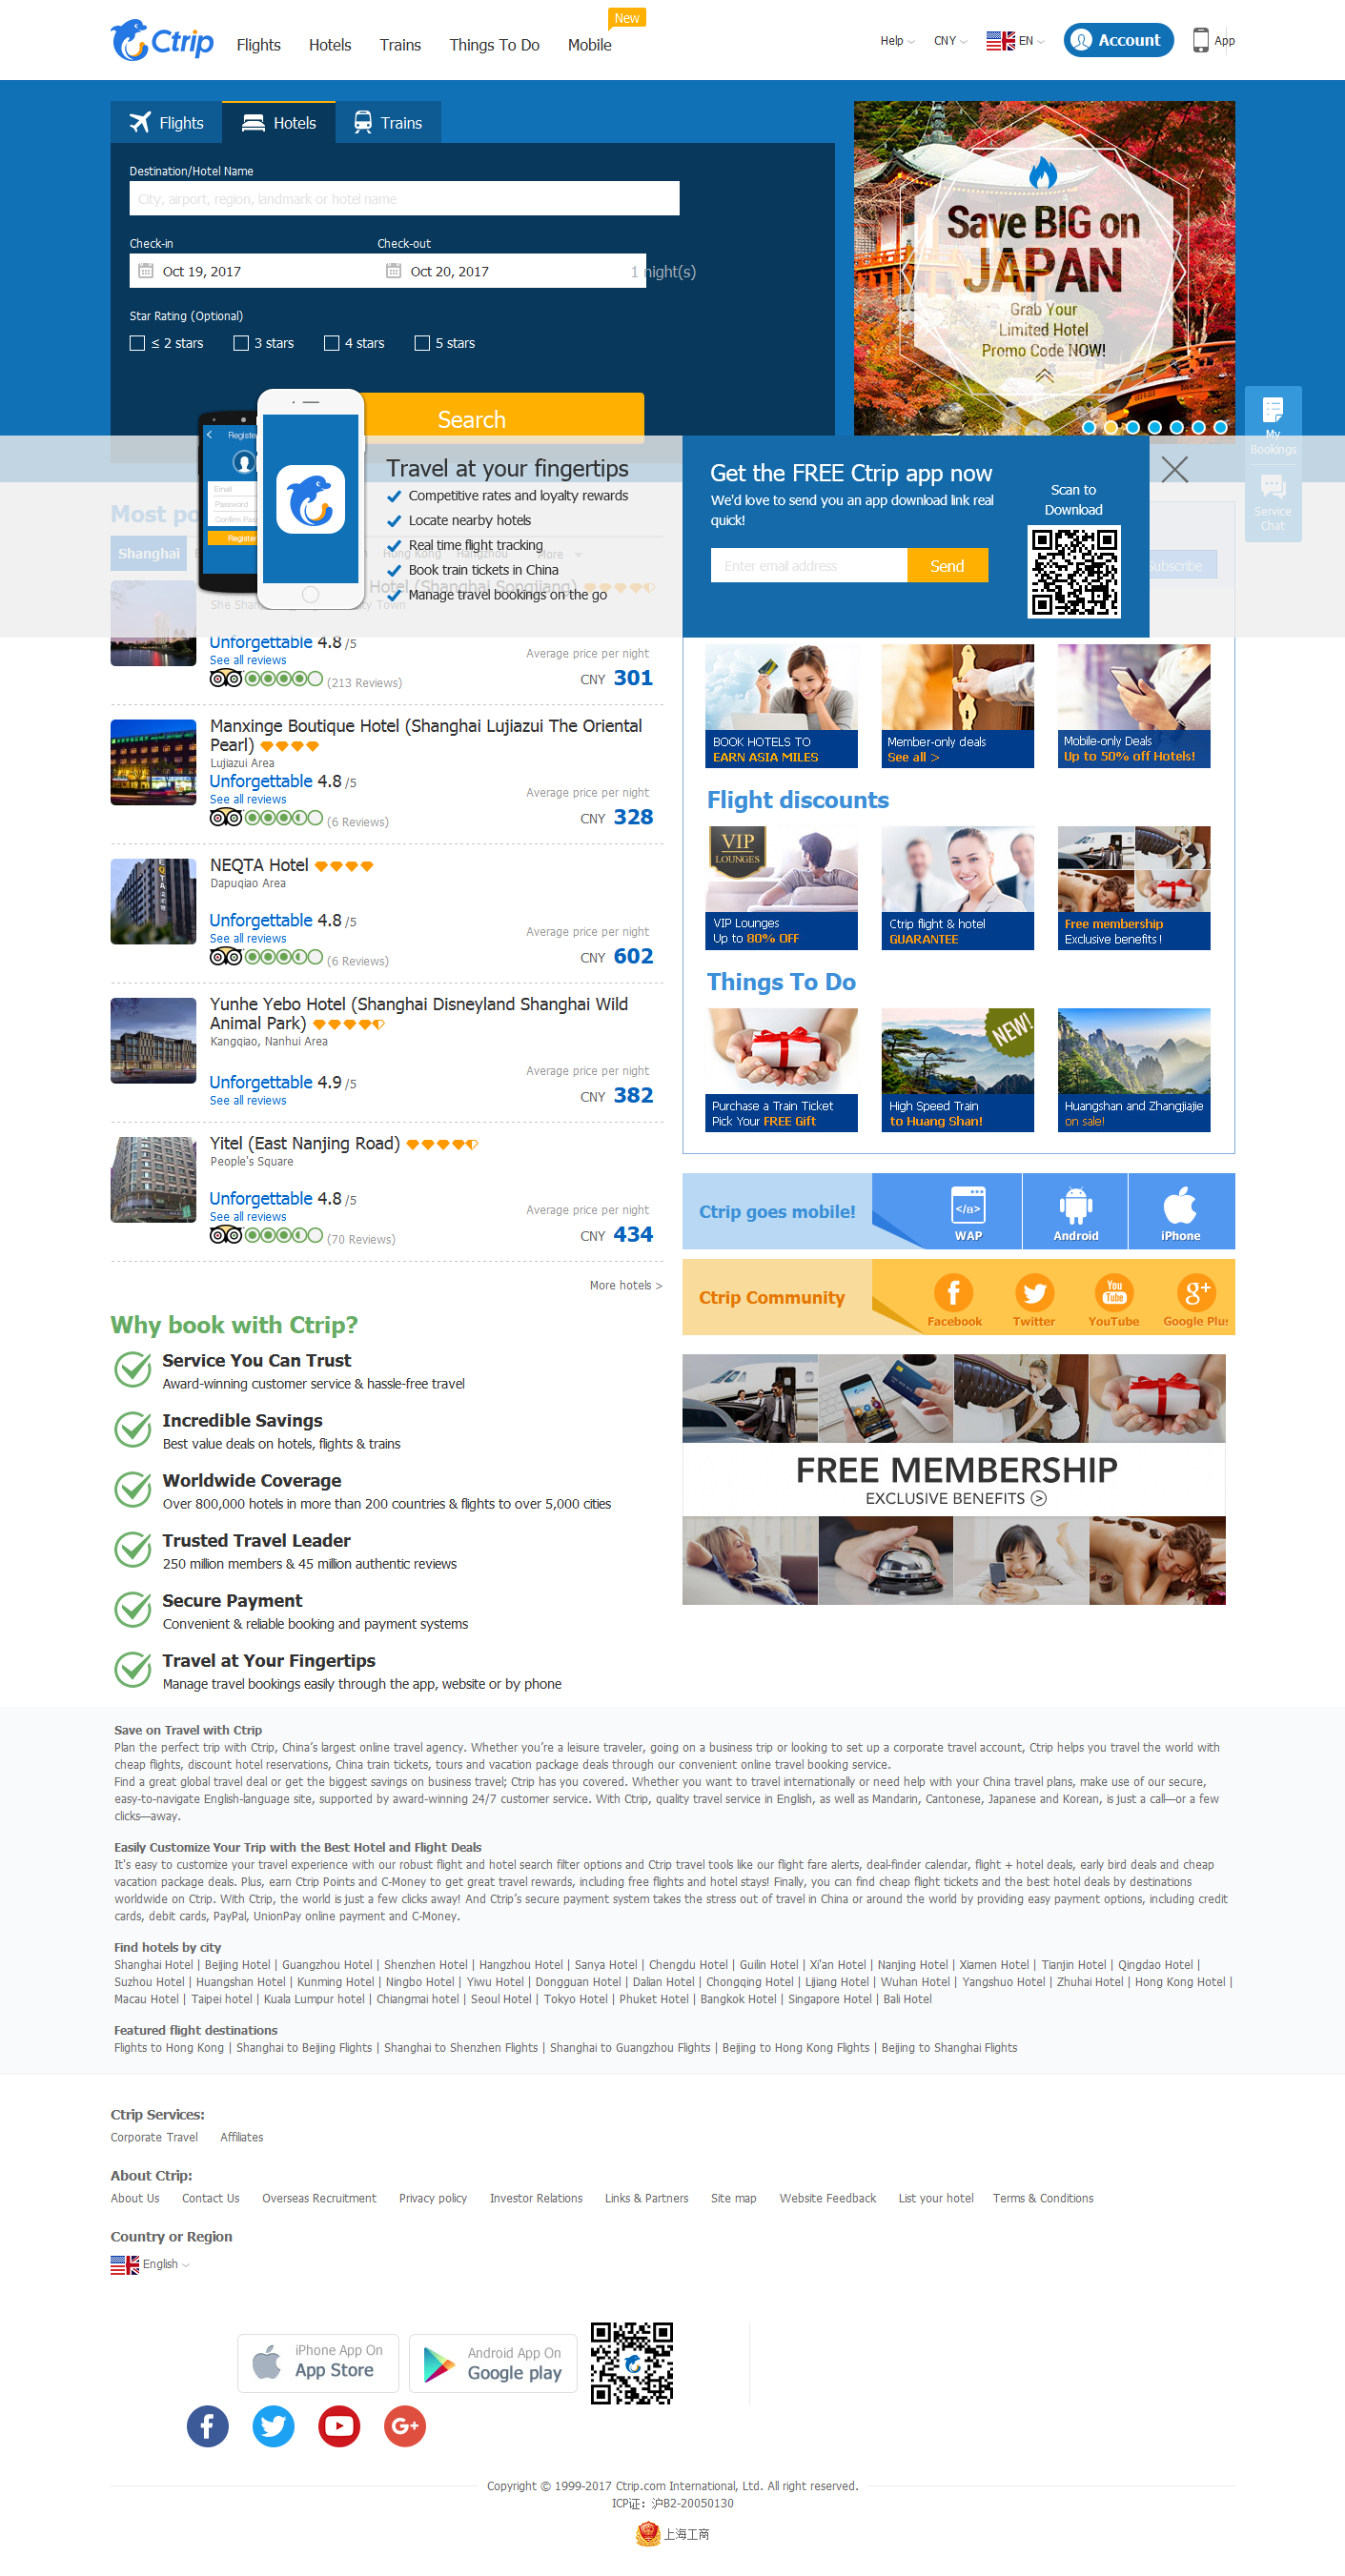 Ctrip
Flights
Hotels
Trains
Things To Do
Mobile
New
Help
CNY
EN
Account
App
Flights
Hotels
Trains
Destination/Hotel Name
City, airport, region, landmark or hotel name
Check-in
Check-out
Oct 19, 2017
Oct 20, 2017
1 night(s)
Star Rating (Optional)
≤ 2 stars
3 stars
4 stars
5 stars
Search
Save BIG on
JAPAN
Grab Your
Limited Hotel
Promo Code NOW!
My
Bookings
Service
Chat
Register
Email
Password
Register
Travel at your fingertips
Competitive rates and loyalty rewards
Locate nearby hotels
Real time flight tracking
Book train tickets in China
Manage travel bookings on the go
Get the FREE Ctrip app now
We'd love to send you an app download link real
quick!
Enter email address
Send
Scan to
Download
Subscribe
Most po
Shanghai
Hong Kong
Hangzhou
More
Hotel (Shanghai Songjiang)
She Shan
Town
Unforgettable 4.8 /5
See all reviews
(213 Reviews)
Average price per night
CNY 301
Manxinge Boutique Hotel (Shanghai Lujiazui The Oriental
Pearl)
Lujiazui Area
Unforgettable 4.8 /5
See all reviews
(6 Reviews)
Average price per night
CNY 328
NEQTA Hotel
Dapuqiao Area
Unforgettable 4.8 /5
See all reviews
(6 Reviews)
Average price per night
CNY 602
Yunhe Yebo Hotel (Shanghai Disneyland Shanghai Wild
Animal Park)
Kangqiao, Nanhui Area
Unforgettable 4.9 /5
See all reviews
Average price per night
CNY 382
Yitel (East Nanjing Road)
People's Square
Unforgettable 4.8 /5
See all reviews
(70 Reviews)
Average price per night
CNY 434
More hotels >
BOOK HOTELS TO
EARN ASIA MILES
Member-only deals
See all >
Mobile-only Deals
Up to 50% off Hotels!
Flight discounts
VIP
LOUNGES
VIP Lounges
Up to 80% OFF
Ctrip flight & hotel
GUARANTEE
Free membership
Exclusive benefits !
Things To Do
Purchase a Train Ticket
Pick Your FREE Gift
NEW!
High Speed Train
to Huang Shan!
Huangshan and Zhangjiajie
on sale!
Ctrip goes mobile!
</a>
WAP
Android
iPhone
Ctrip Community
Facebook
Twitter
You
Tube
YouTube
g+
Google Plus
FREE MEMBERSHIP
EXCLUSIVE BENEFITS >
Why book with Ctrip?
Service You Can Trust
Award-winning customer service & hassle-free travel
Incredible Savings
Best value deals on hotels, flights & trains
Worldwide Coverage
Over 800,000 hotels in more than 200 countries & flights to over 5,000 cities
Trusted Travel Leader
250 million members & 45 million authentic reviews
Secure Payment
Convenient & reliable booking and payment systems
Travel at Your Fingertips
Manage travel bookings easily through the app, website or by phone
Save on Travel with Ctrip
Plan the perfect trip with Ctrip, China's largest online travel agency. Whether you're a leisure traveler, going on a business trip or looking to set up a corporate travel account, Ctrip helps you travel the world with
cheap flights, discount hotel reservations, China train tickets, tours and vacation package deals through our convenient online travel booking service.
Find a great global travel deal or get the biggest savings on business travel; Ctrip has you covered. Whether you want to travel internationally or need help with your China travel plans, make use of our secure,
easy-to-navigate English-language site, supported by award-winning 24/7 customer service. With Ctrip, quality travel service in English, as well as Mandarin, Cantonese, Japanese and Korean, is just a call—or a few
clicks—away.
Easily Customize Your Trip with the Best Hotel and Flight Deals
It's easy to customize your travel experience with our robust flight and hotel search filter options and Ctrip travel tools like our flight fare alerts, deal-finder calendar, flight + hotel deals, early bird deals and cheap
vacation package deals. Plus, earn Ctrip Points and C-Money to get great travel rewards, including free flights and hotel stays! Finally, you can find cheap flight tickets and the best hotel deals by destinations
worldwide on Ctrip. With Ctrip, the world is just a few clicks away! And Ctrip's secure payment system takes the stress out of travel in China or around the world by providing easy payment options, including credit
cards, debit cards, PayPal, UnionPay online payment and C-Money.
Find hotels by city
Shanghai Hotel | Beijing Hotel | Guangzhou Hotel | Shenzhen Hotel | Hangzhou Hotel | Sanya Hotel | Chengdu Hotel | Guilin Hotel | Xi'an Hotel | Nanjing Hotel | Xiamen Hotel | Tianjin Hotel | Qingdao Hotel |
Suzhou Hotel | Huangshan Hotel | Kunming Hotel | Ningbo Hotel | Yiwu Hotel | Dongguan Hotel | Dalian Hotel | Chongqing Hotel | Lijiang Hotel | Wuhan Hotel | Yangshuo Hotel | Zhuhai Hotel | Hong Kong Hotel |
Macau Hotel | Taipei hotel | Kuala Lumpur hotel | Chiangmai hotel | Seoul Hotel | Tokyo Hotel | Phuket Hotel | Bangkok Hotel | Singapore Hotel | Bali Hotel
Featured flight destinations
Flights to Hong Kong | Shanghai to Beijing Flights | Shanghai to Shenzhen Flights | Shanghai to Guangzhou Flights | Beijing to Hong Kong Flights | Beijing to Shanghai Flights
Ctrip Services:
Corporate Travel
Affiliates
About Ctrip:
About Us
Contact Us
Overseas Recruitment
Privacy policy
Investor Relations
Links & Partners
Site map
Website Feedback
List your hotel
Terms & Conditions
Country or Region
English
iPhone App On
App Store
Android App On
Google play
G+
Copyright © 1999-2017 Ctrip.com International, Ltd. All right reserved.
ICP证：沪B2-20050130
上海工商